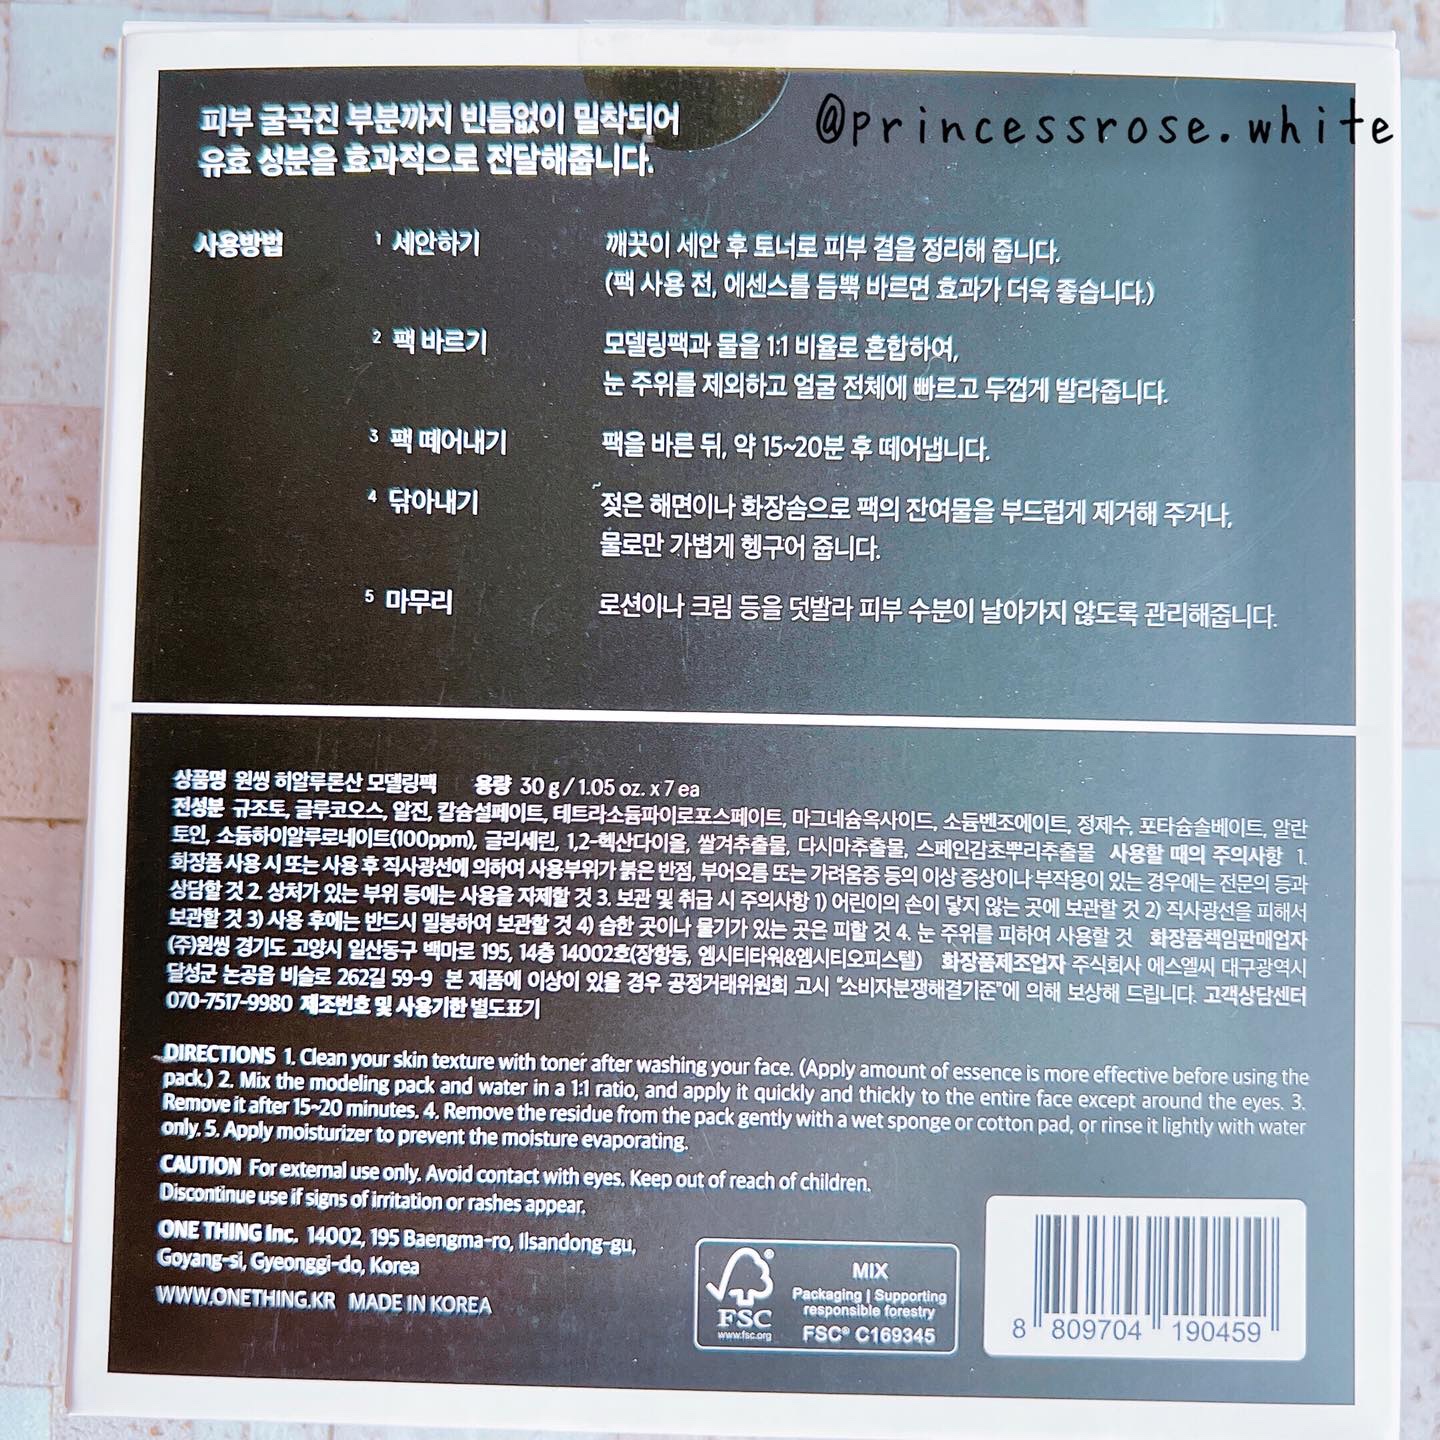 @princessrose.white
피부 굴곡진 부분까지 빈틈없이 밀착되어
유효 성분을 효과적으로 전달해줍니다.
사용방법
1 세안하기
깨끗이 세안 후 토너로 피부 결을 정리해 줍니다.
(팩 사용 전, 에센스를 듬뿍 바르면 효과가 더욱 좋습니다.)
2 팩 바르기
모델링팩과 물을 1:1 비율로 혼합하여,
눈 주위를 제외하고 얼굴 전체에 빠르고 두껍게 발라줍니다.
3 팩 떼어내기
팩을 바른 뒤, 약 15~20분 후 떼어냅니다.
4 닦아내기
젖은 해면이나 화장솜으로 팩의 잔여물을 부드럽게 제거해 주거나,
물로만 가볍게 헹구어 줍니다.
5 마무리
로션이나 크림 등을 덧발라 피부 수분이 날아가지 않도록 관리해줍니다.
상품명 원씽 히알루론산 모델링팩 용량 30 g / 1.05 oz. x 7 ea
전성분 규조토, 글루코오스, 알진, 칼슘설페이트, 테트라소듐파이로포스페이트, 마그네슘옥사이드, 소듐벤조에이트, 정제수, 포타슘솔베이트, 알란
토인, 소듐하이알루로네이트(100ppm), 글리세린, 1,2-헥산다이올, 쌀겨추출물, 다시마추출물, 스페인감초뿌리추출물 사용할 때의 주의사항 1.
화장품 사용 시 또는 사용 후 직사광선에 의하여 사용부위가 붉은 반점, 부어오름 또는 가려움증 등의 이상 증상이나 부작용이 있는 경우에는 전문의 등과
상담할 것 2. 상처가 있는 부위 등에는 사용을 자제할 것 3. 보관 및 취급 시 주의사항 1) 어린이의 손이 닿지 않는 곳에 보관할 것 2) 직사광선을 피해서
보관할 것 3) 사용 후에는 반드시 밀봉하여 보관할 것 4) 습한 곳이나 물기가 있는 곳은 피할 것 4. 눈 주위를 피하여 사용할 것 화장품책임판매업자
(주)원씽 경기도 고양시 일산동구 백마로 195, 14층 14002호(장항동, 엠시티타워&엠시티오피스텔) 화장품제조업자 주식회사 에스엘씨 대구광역시
달성군 논공읍 비슬로 262길 59-9 본 제품에 이상이 있을 경우 공정거래위원회 고시 "소비자분쟁해결기준"에 의해 보상해 드립니다. 고객상담센터
070-7517-9980 제조번호 및 사용기한 별도표기
DIRECTIONS 1. Clean your skin texture with toner after washing your face. (Apply amount of essence is more effective before using the
pack.) 2. Mix the modeling pack and water in a 1:1 ratio, and apply it quickly and thickly to the entire face except around the eyes. 3.
Remove it after 15~20 minutes. 4. Remove the residue from the pack gently with a wet sponge or cotton pad, or rinse it lightly with water
only. 5. Apply moisturizer to prevent the moisture evaporating.
CAUTION For external use only. Avoid contact with eyes. Keep out of reach of children.
Discontinue use if signs of irritation or rashes appear.
ONE THING Inc. 14002, 195 Baengma-ro, Ilsandong-gu,
Goyang-si, Gyeonggi-do, Korea
WWW.ONETHING.KR MADE IN KOREA
FSC
www.fsc.org
MIX
Packaging | Supporting
responsible forestry
FSC® C169345
8 809704 190459